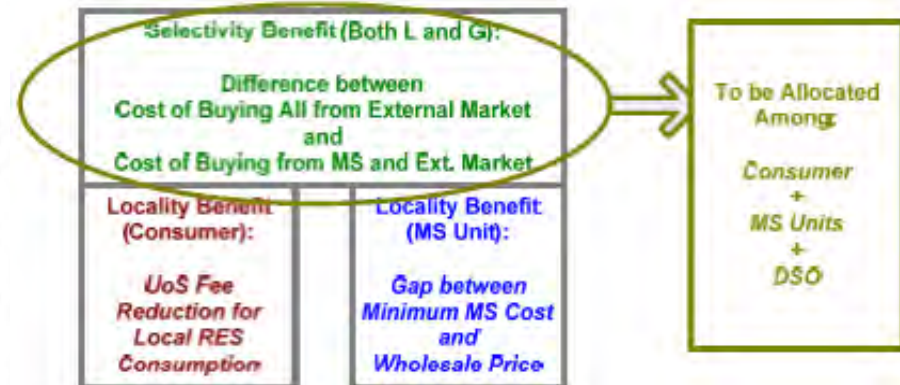 Selectivity Benefit (Both L and G):
Difference between
Cost of Buying All from External Market
and
Cost of Buying from MS and Ext. Market
Locality Benefit
(Consumer):
UoS Fee
Reduction for
Local RES
Consumption
Locality Benefit
(MS Unit):
Gap between
Minimum MS Cost
and
Wholesale Price
To be Allocated
Among:
Consumer
+
MS Units
+
DSO